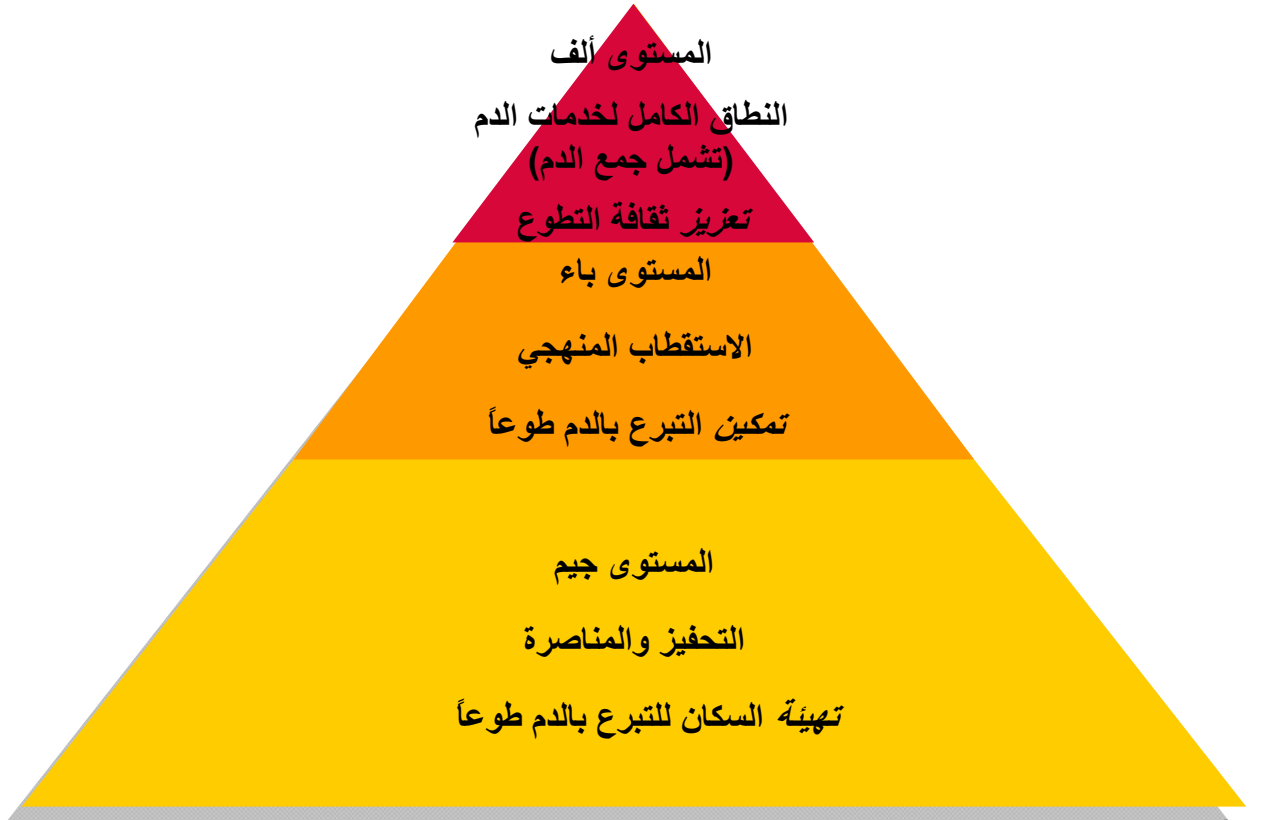 المستوى ألف
النطاق الكامل لخدمات الدم
(تشمل جمع الدم)
تعزيز ثقافة التطوع
المستوى باء
الاستقطاب المنهجي
تمكين التبرع بالدم طوعاً
المستوى جيم
التحفيز والمناصرة
تهيئة السكان للتبرع بالدم طوعاً